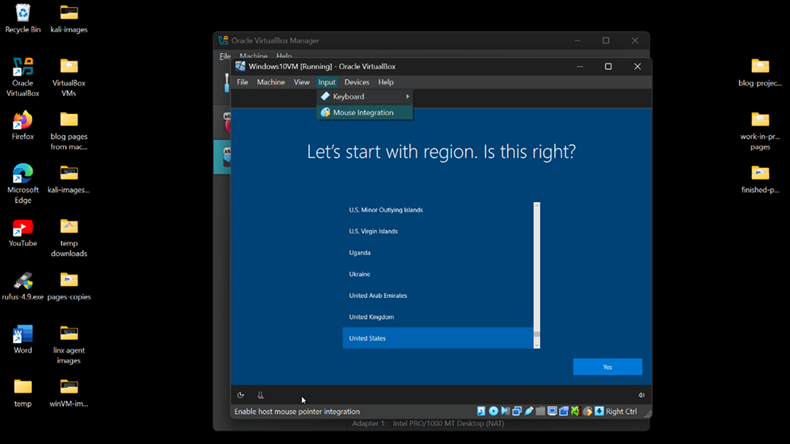 Recycle Bin
kali-images
Oracle VirtualBox
VirtualBox VMs
Firefox
blog pages from mac...
Microsoft Edge
kali-images...
YouTube
temp downloads
rufus-4.9.exe
pages-copies
Word
linx agent images
temp
winVM-im...
Oracle VirtualBox Manager
File Machine Help
Windows10VM [Running] - Oracle VirtualBox
File Machine View Input Devices Help
Keyboard
Mouse Integration
Let's start with region. Is this right?
U.S. Minor Outlying Islands
U.S. Virgin Islands
Uganda
Ukraine
United Arab Emirates
United Kingdom
United States
Yes
Enable host mouse pointer integration
Right Ctrl
Adapter 1: Intel PRO/1000 MT Desktop (NAT)
blog-projec...
work-in-pr... pages
finished-p...